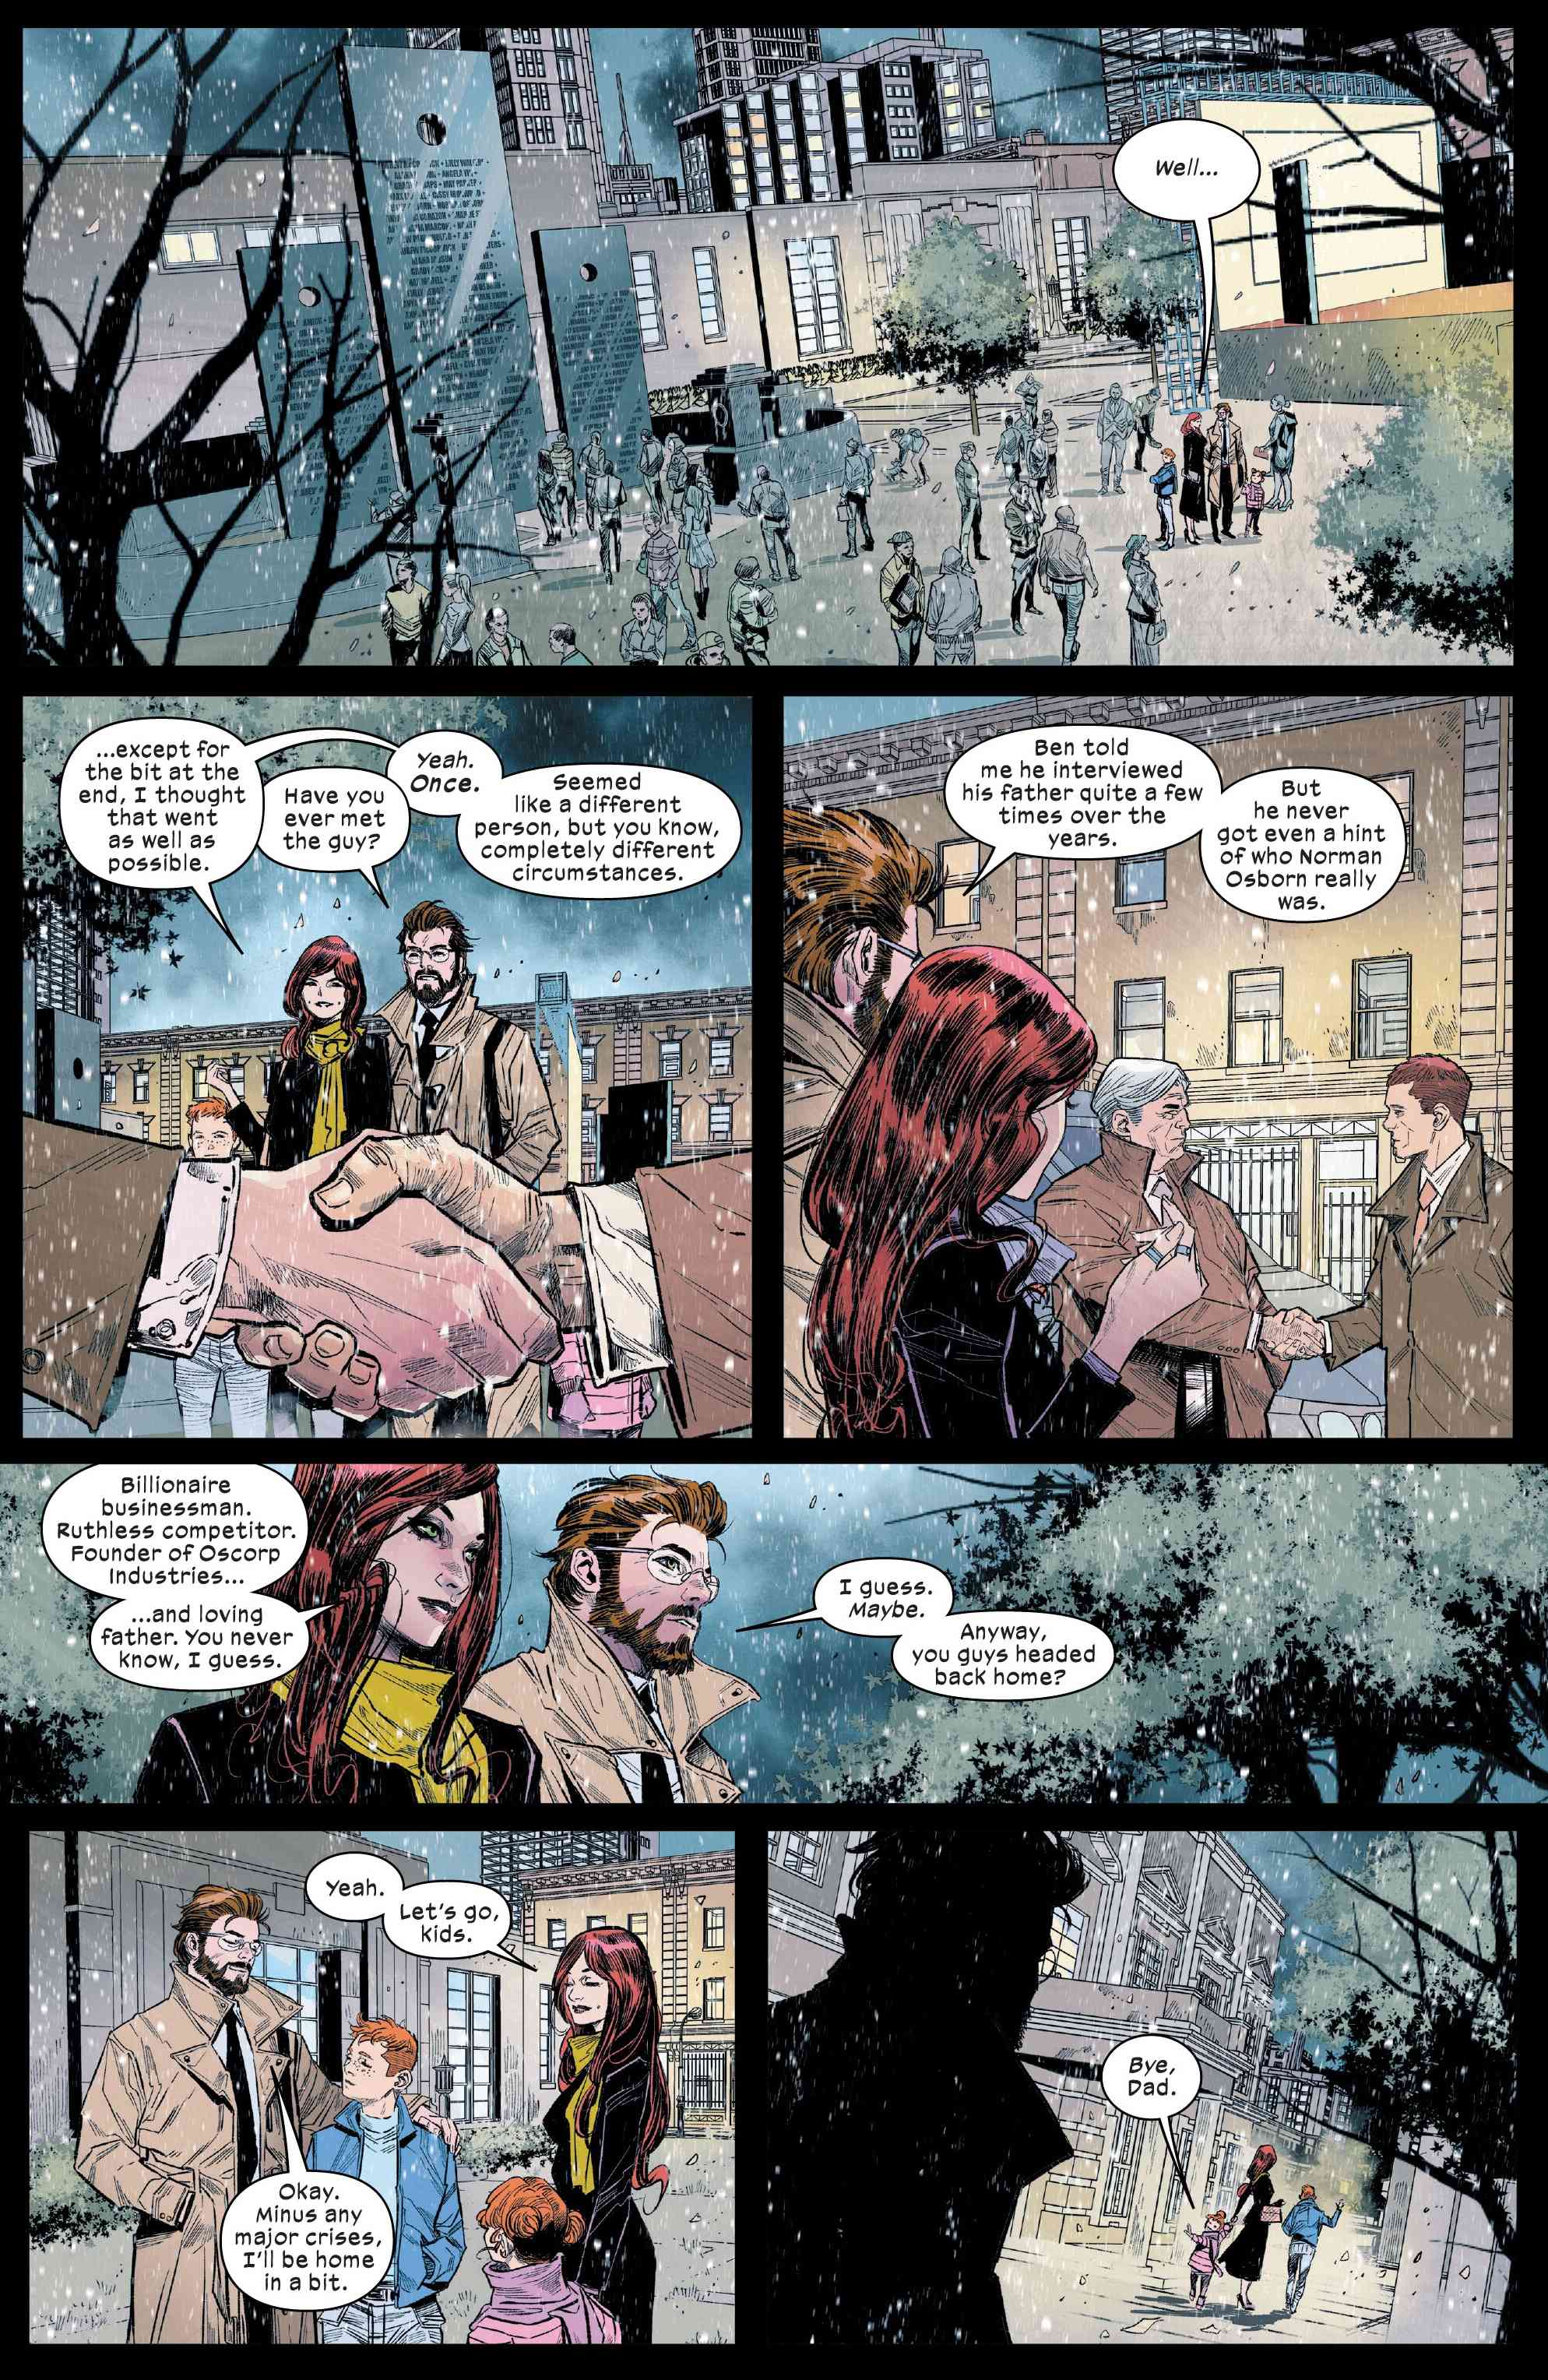 Well...
...except for
the bit at the
end, I thought
that went
as well as
possible.
Have you
ever met
the guy?
Yeah.
Once.
Seemed
like a different
person, but you know,
completely different
circumstances.
Ben told
me he interviewed
his father quite a few
times over the
years.
But
he never
got even a hint
of who Norman
Osborn really
was.
Billionaire
businessman.
Ruthless competitor.
Founder of Oscorp
Industries...
...and loving
father. You never
know, I guess.
I guess.
Maybe.
Anyway,
you guys headed
back home?
Yeah.
Let's go,
kids.
Okay.
Minus any
major crises,
I'll be home
in a bit.
Bye,
Dad.